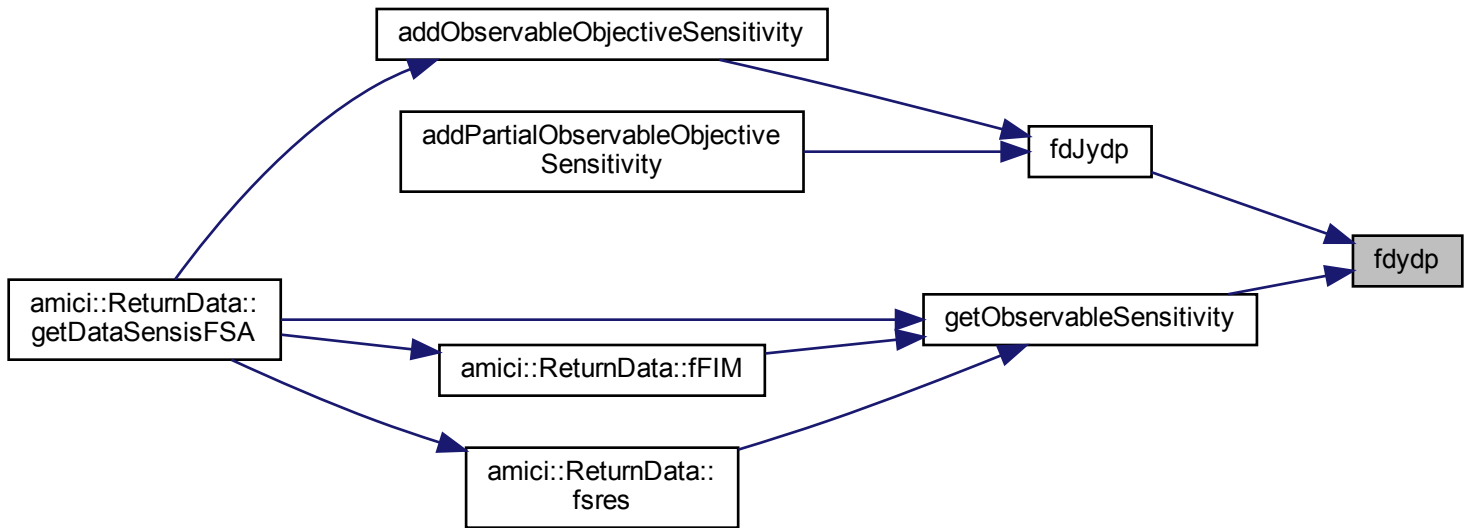 addObservableObjectiveSensitivity
addPartialObservableObjective
Sensitivity
fdJydp
fdydp
amici::ReturnData::
getDataSensisFSA
getObservableSensitivity
amici::ReturnData::fFIM
amici::ReturnData::
fsres